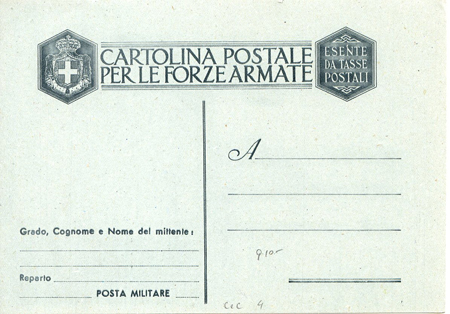 CARTOLINA POSTALE
PER LE FORZE ARMATE
ESENTE
DA TASSE
POSTALI
A
Grado, Cognome e Nome del mittente:
Reparto
POSTA MILITARE